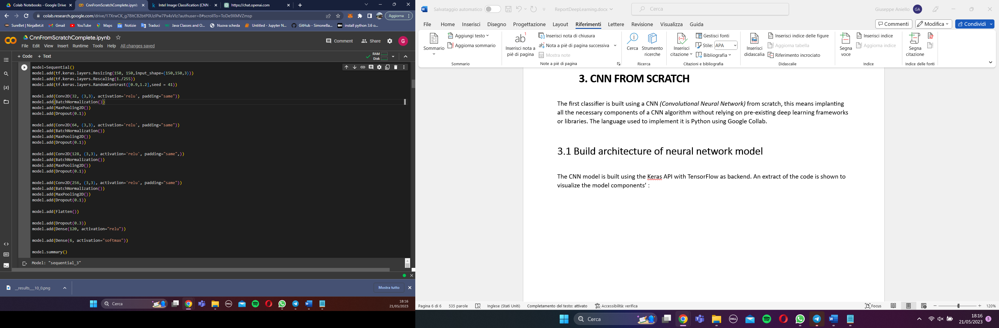 Colab Notebooks - Google Drive
CnnFromScratchComplete.ipynb
Intel Image Classification (CNN -
https://chat.openai.com
colab.research.google.com/drive/17XrwCK_g78ItCB2btP0UzIPw7Px4sVIz?authuser=8#scrollTo=ToDe9XMVZmsp
Aggiorna
SureBet | NinjaBet.it
Gmail
YouTube
Maps
Notizie
Traduci
Java Classes and O...
Nuova scheda
Untitled - Jupyter N...
GitHub - SimoneBa...
install python 3.6 o...
CnnFromScratchComplete.ipynb
Comment
Share
G
File Edit View Insert Runtime Tools Help All changes saved
+ Code + Text
RAM
Disk
model=Sequential()
model.add(tf.keras.layers.Resizing(150, 150,input_shape=(150,150,3)))
model.add(tf.keras.layers.Rescaling(1./255))
model.add(tf.keras.layers.RandomContrast([0.9,1.2],seed = 41))
model.add(Conv2D(32, (3,3), activation='relu', padding="same"))
model.add(BatchNormalization())
model.add(MaxPooling2D())
model.add(Dropout(0.1))
model.add(Conv2D(64, (3,3), activation='relu', padding="same"))
model.add(BatchNormalization())
model.add(MaxPooling2D())
model.add(Dropout(0.1))
model.add(Conv2D(128, (3,3), activation='relu', padding="same",))
model.add(BatchNormalization())
model.add(MaxPooling2D())
model.add(Dropout(0.1))
model.add(Conv2D(256, (3,3), activation='relu', padding="same"))
model.add(BatchNormalization())
model.add(MaxPooling2D())
model.add(Dropout(0.1))
model.add(Flatten())
model.add(Dropout(0.3))
model.add(Dense(120, activation="relu"))
model.add(Dense(6, activation="softmax"))
model.summary()
Model: "sequential_3"
__results___10_0.png
Mostra tutto
Cerca
18:16
21/05/2023
Salvataggio automatico
ReportDeepLearning.docx
Cerca
Giuseppe Aniello
GA
File Home Inserisci Disegno Progettazione Layout Riferimenti Lettere Revisione Visualizza Guida
Commenti
Modifica
Condividi
Sommario
Aggiungi testo
Aggiorna sommario
Sommario
ab
1
Inserisci nota a
piè di pagina
Inserisci nota di chiusura
Nota a piè di pagina successiva
Mostra note
Note a piè di pagina
Cerca
Strumento
ricerche
Ricerca
Inserisci
citazione
Gestisci fonti
Stile: APA
Bibliografia
Citazioni e bibliografia
Inserisci
didascalia
Inserisci indice delle figure
Aggiorna tabella
Riferimento incrociato
Didascalie
Segna
voce
Inserisci indice
Aggiorna indice
Indice
Segna
citazione
Indice delle fonti
3. CNN FROM SCRATCH
The first classifier is built using a CNN (Convolutional Neural Network) from scratch, this means implanting
all the necessary components of a CNN algorithm without relying on pre-existing deep learning frameworks
or libraries. The language used to implement it is Python using Google Collab.
3.1 Build architecture of neural network model
The CNN model is built using the Keras API with TensorFlow as backend. An extract of the code is shown to
visualize the model components’ :
Pagina 6 di 6
535 parole
Inglese (Stati Uniti)
Completamento del testo: attivato
Accessibilità: verifica
Focus
120%
Cerca
18:16
21/05/2023
5